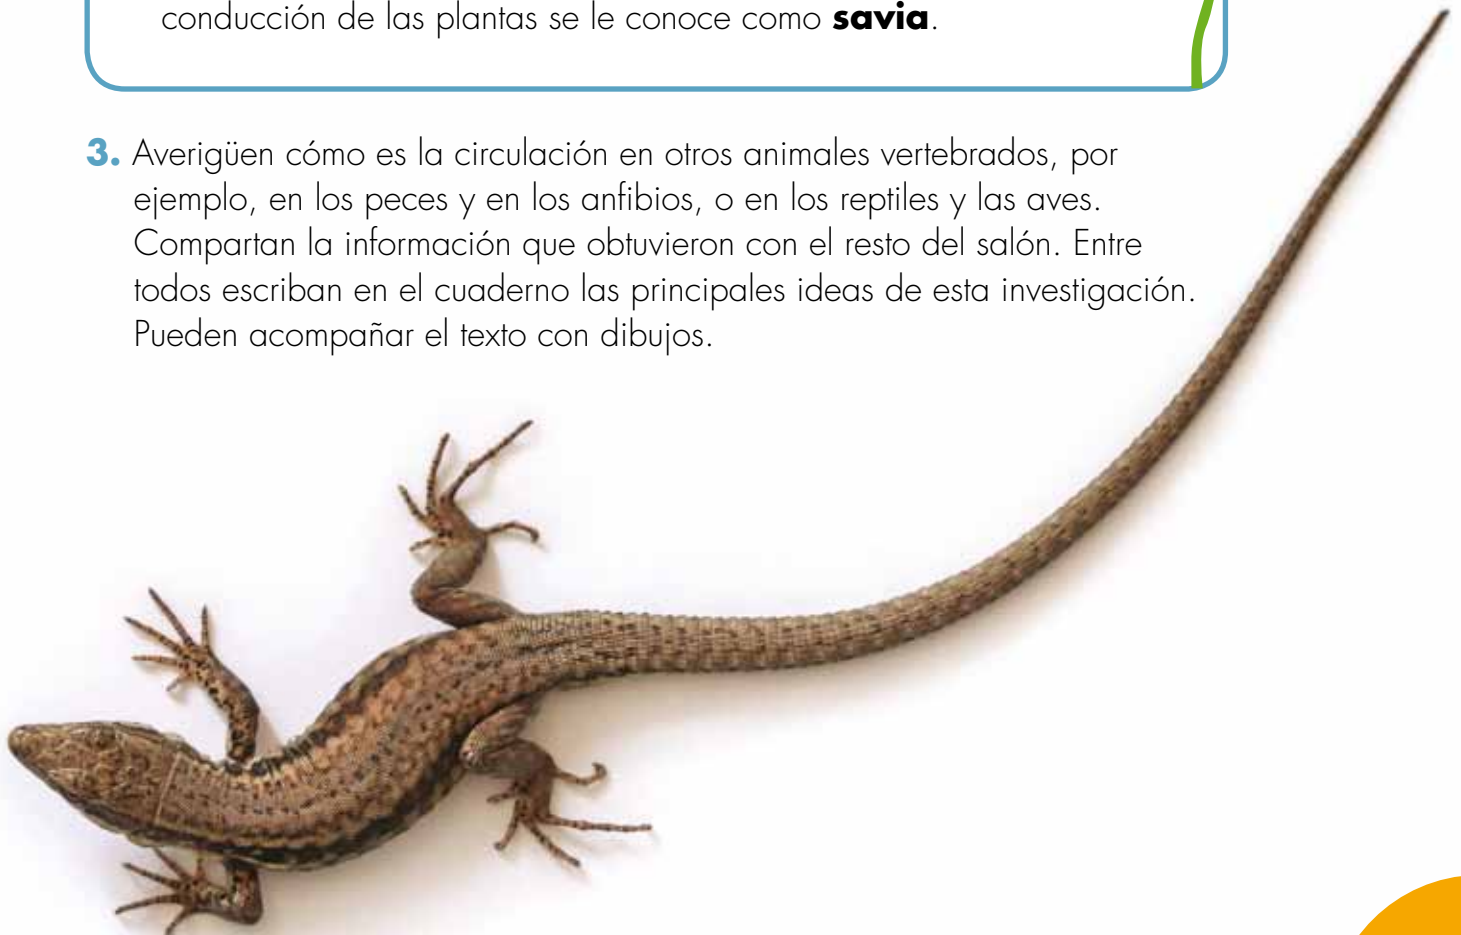 conducción de las plantas se le conoce como savia.
3. Averigüen cómo es la circulación en otros animales vertebrados, por
ejemplo, en los peces y en los anfibios, o en los reptiles y las aves.
Compartan la información que obtuvieron con el resto del salón. Entre
todos escriban en el cuaderno las principales ideas de esta investigación.
Pueden acompañar el texto con dibujos.